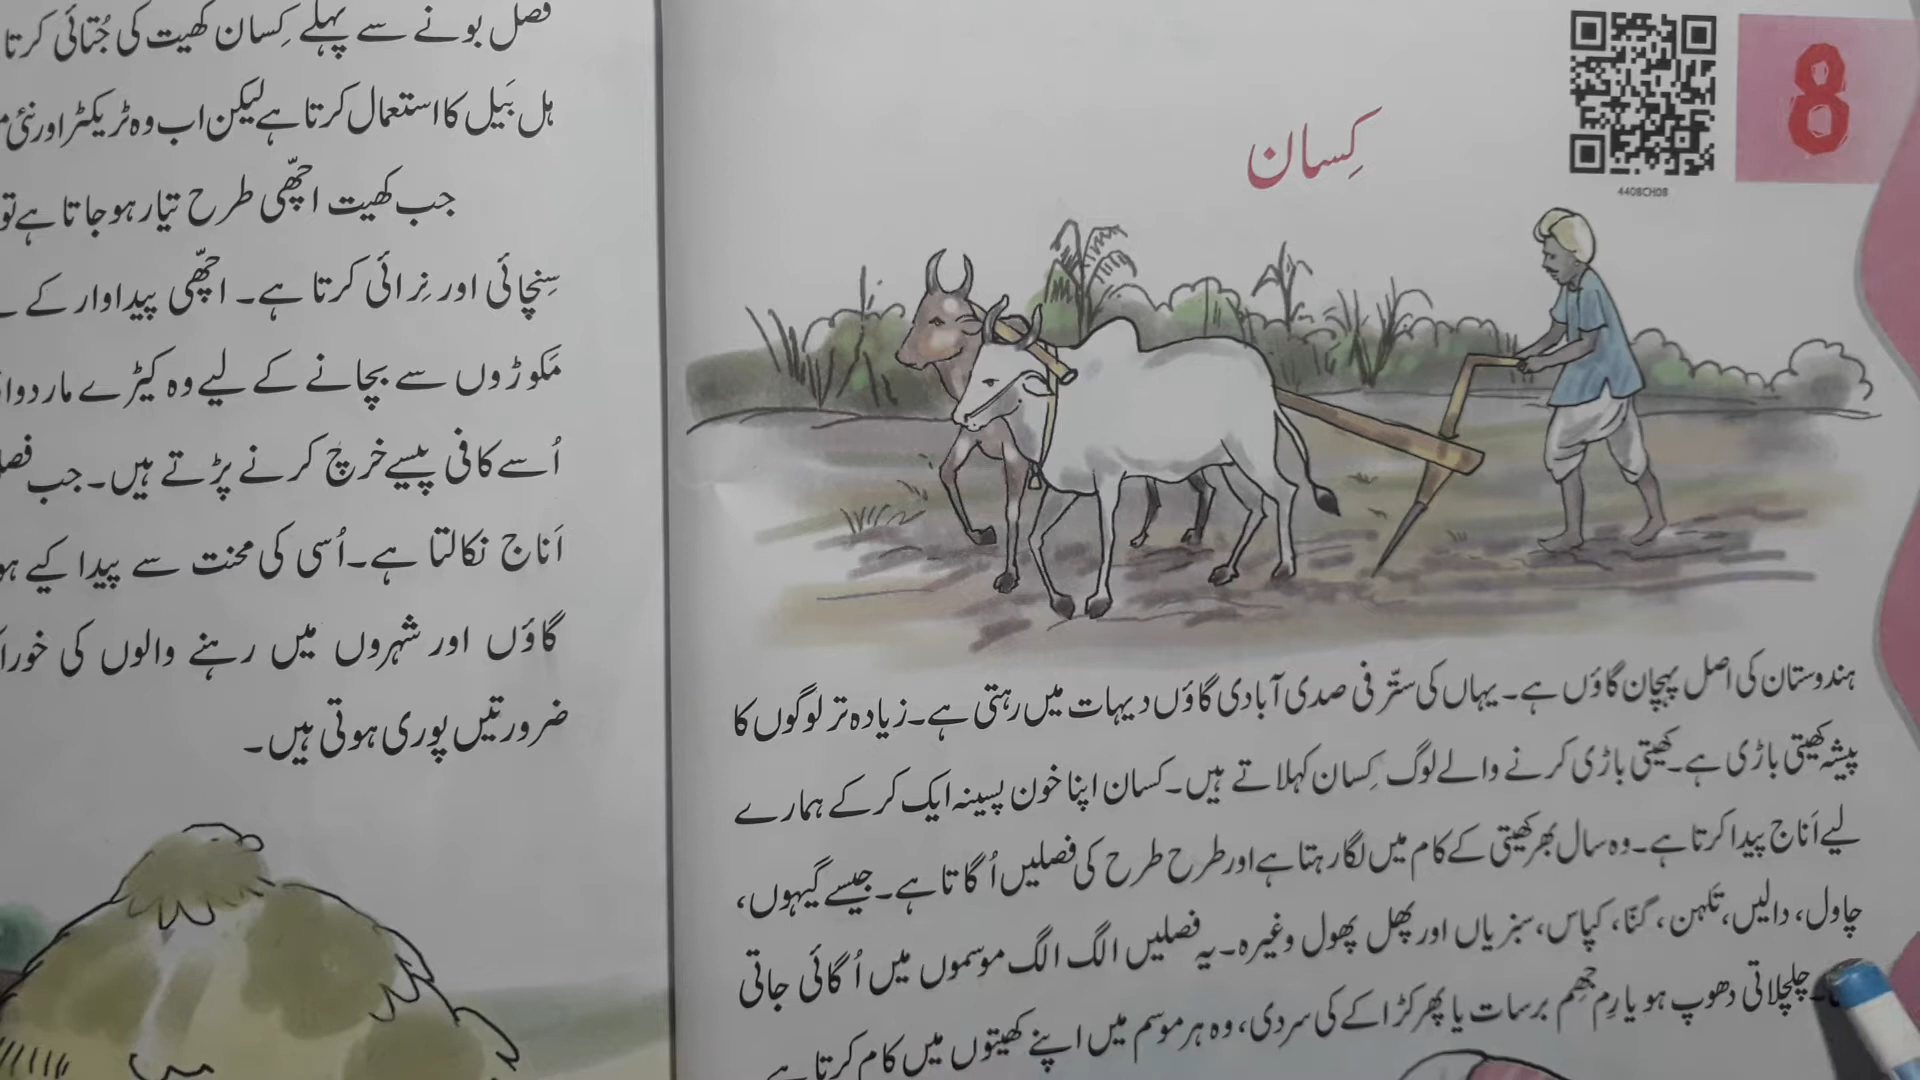 8
4408CH08
کِسان
ہندوستان کی اصل پہچان گاؤں ہے۔ یہاں کی ستّر فی صدی آبادی گاؤں دیہات میں رہتی ہے۔ زیادہ تر لوگوں کا
پیشہ کھیتی باڑی ہے۔ کھیتی باڑی کرنے والے لوگ کِسان کہلاتے ہیں۔ کسان اپنا خون پسینہ ایک کر کے ہمارے
لیے اَناج پیدا کرتا ہے۔ وہ سال بھر کھیتی کے کام میں لگا رہتا ہے اور طرح طرح کی فصلیں اُگاتا ہے۔ جیسے گیہوں،
چاول، دالیں، تِلہن، گنّا، کپاس، سبزیاں اور پھل پھول وغیرہ۔ یہ فصلیں الگ الگ موسموں میں اُگائی جاتی
چلچلاتی دھوپ ہو یا رِم جھِم برسات یا پھر کڑاکے کی سردی، وہ ہر موسم میں اپنے کھیتوں میں کام کرتا ہے
فصل بونے سے پہلے کِسان کھیت کی جُتائی کرتا
ہل بَیل کا استعمال کرتا ہے لیکن اب وہ ٹریکٹر اور نئی
جب کھیت اچھّی طرح تیّار ہو جاتا ہے تو
سِنچائی اور نِرائی کرتا ہے۔ اچھّی پیداوار کے
مَکوڑوں سے بچانے کے لیے وہ کیڑے مار
اُسے کافی پیسے خرچ کرنے پڑتے ہیں۔ جب
اَناج نکالتا ہے۔ اُسی کی محنت سے پیدا کیے
گاؤں اور شہروں میں رہنے والوں کی
ضرورتیں پوری ہوتی ہیں۔